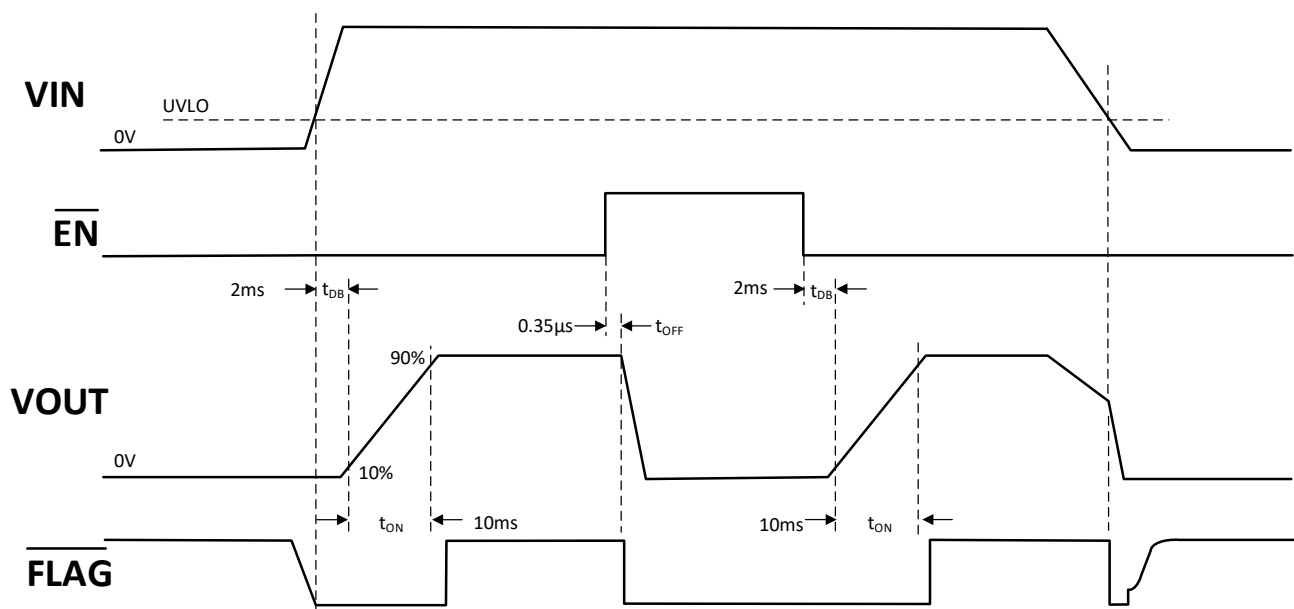 VIN
UVLO
0V
EN
2ms
tDB
2ms
tDB
0.35µs
tOFF
90%
VOUT
0V
10%
tON
10ms
10ms
tON
FLAG